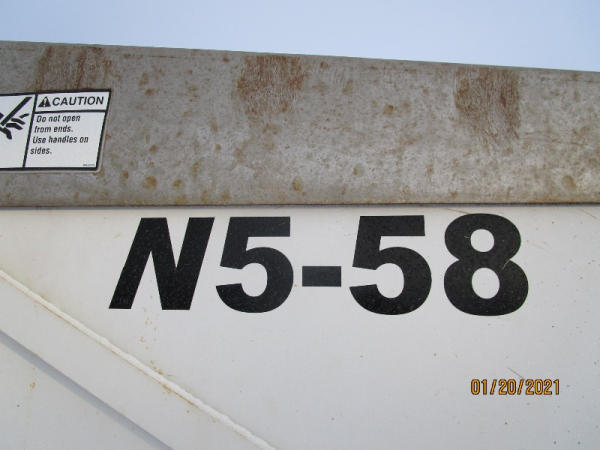 CAUTION
Do not open
from ends.
Use handles on
sides.
N5-58
01/20/2021